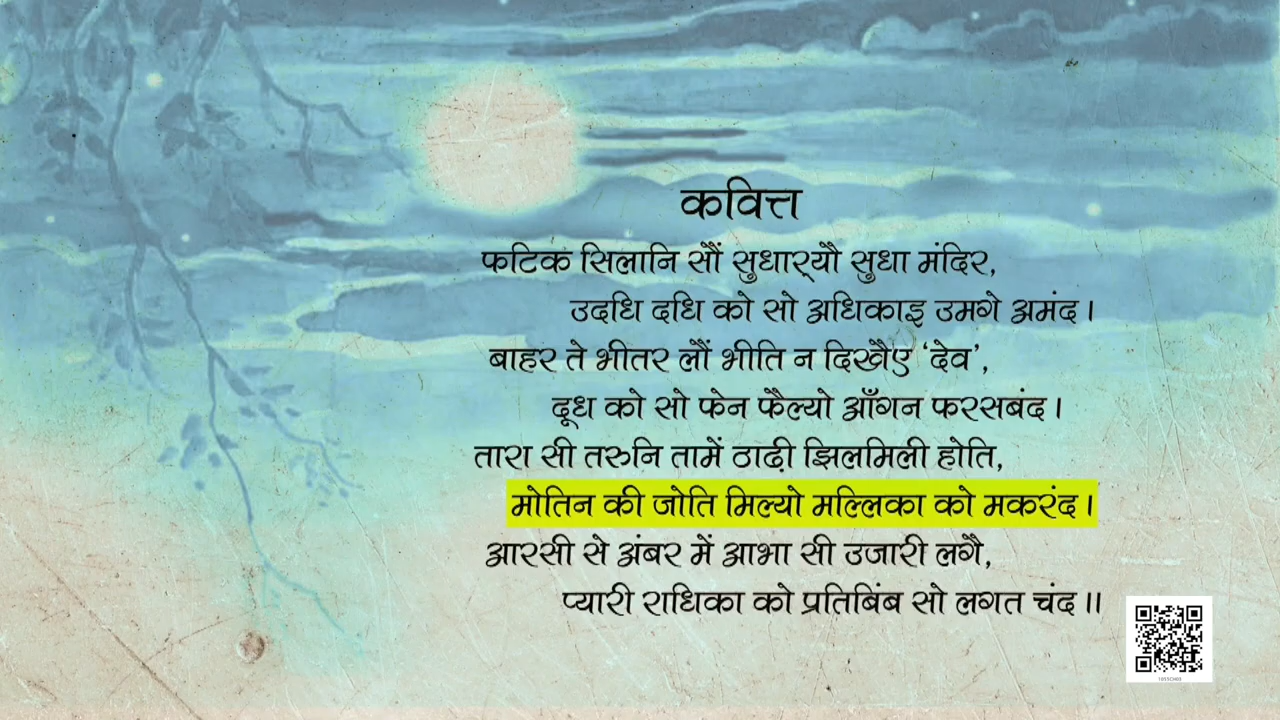 कवित्त
फटिक सिलानि सौं सुधार्‌यौ सुधा मंदिर,
उदधि दधि को सो अधिकाइ उमगे अमंद।
बाहर ते भीतर लौं भीति न दिखैए ‘देव’,
दूध को सो फेन फैल्यो आँगन फरसबंद।
तारा सी तरुनि तामें ठाढ़ी झिलमिली होति,
मोतिन की जोति मिल्यो मल्लिका को मकरंद।
आरसी से अंबर में आभा सी उजारी लगै,
प्यारी राधिका को प्रतिबिंब सो लगत चंद॥
1055CH03